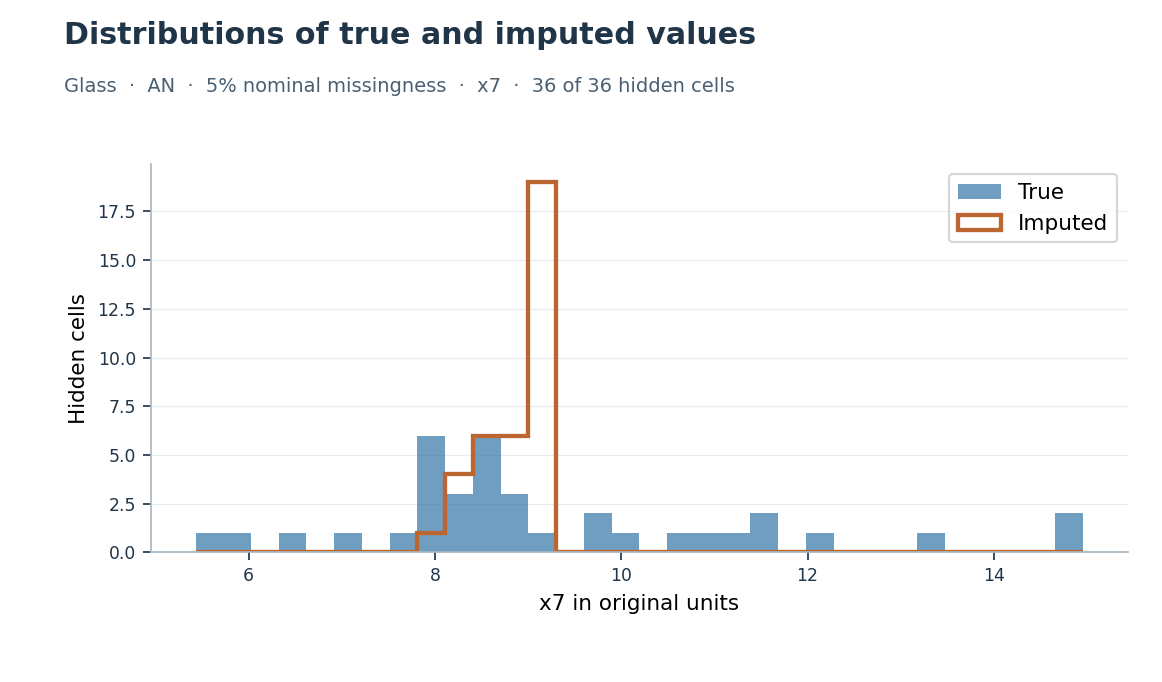 Distributions of true and imputed values
Glass · AN · 5% nominal missingness · x7 · 36 of 36 hidden cells
True
Imputed
Hidden cells
17.5
15.0
12.5
10.0
7.5
5.0
2.5
0.0
6 8 10 12 14
x7 in original units